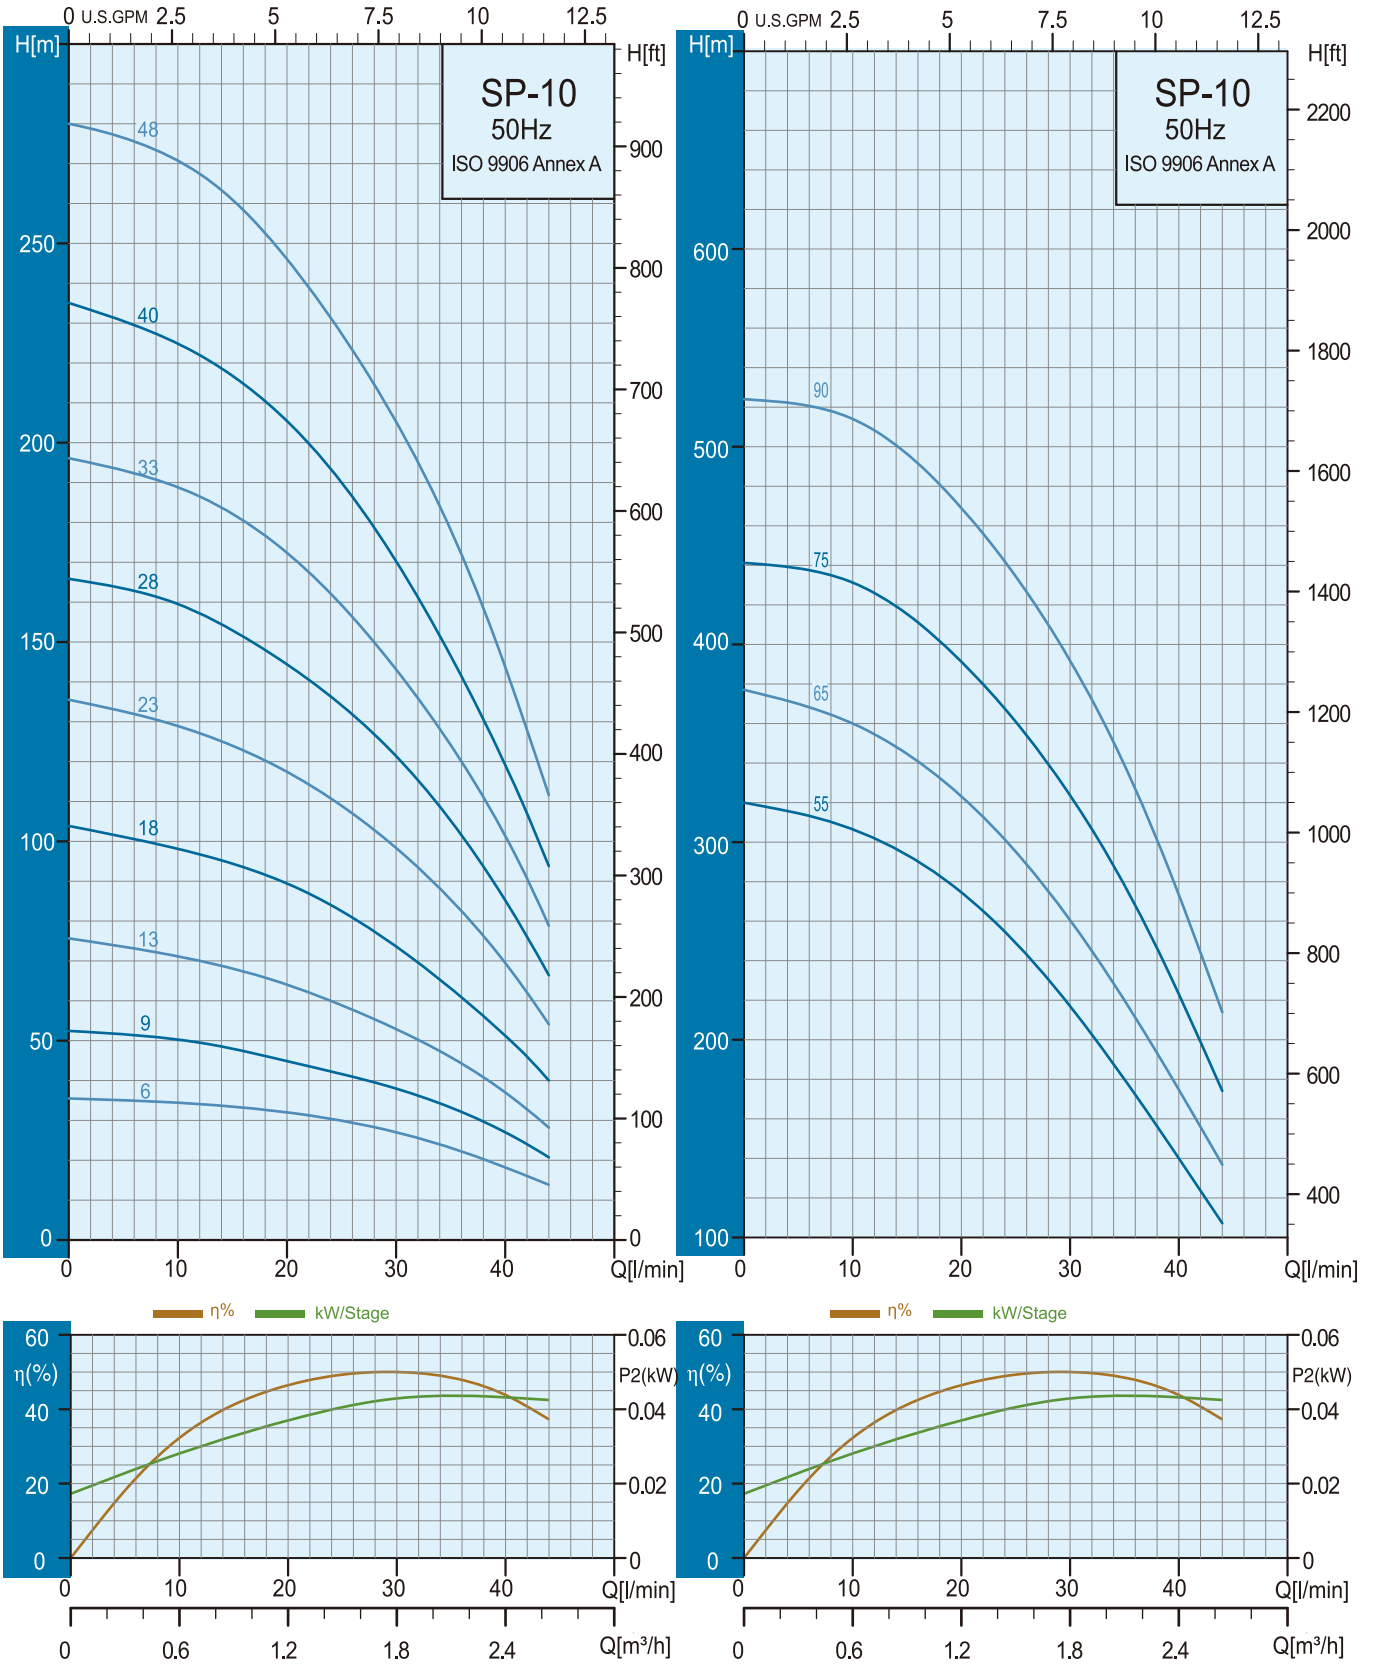 0 U.S.GPM 2.5 5 7.5 10 12.5
H[m] H[ft]
SP-10
50Hz
ISO 9906 Annex A
48
900
250
800
40
700
200
33
600
28
150
500
23
400
18
100
300
13
200
9
50
6
100
0 0
0 10 20 30 40 Q[l/min]
η% kW/Stage
60 0.06
η(%) P2(kW)
40 0.04
20 0.02
0 0
0 10 20 30 40 Q[l/min]
0 0.6 1.2 1.8 2.4 Q[m³/h]
0 U.S.GPM 2.5 5 7.5 10 12.5
H[m] H[ft]
SP-10
50Hz
ISO 9906 Annex A
2200
2000
600
1800
90
500
1600
75
1400
400
65
1200
55
1000
300
800
200
600
400
100
0 10 20 30 40 Q[l/min]
η% kW/Stage
60 0.06
η(%) P2(kW)
40 0.04
20 0.02
0 0
0 10 20 30 40 Q[l/min]
0 0.6 1.2 1.8 2.4 Q[m³/h]